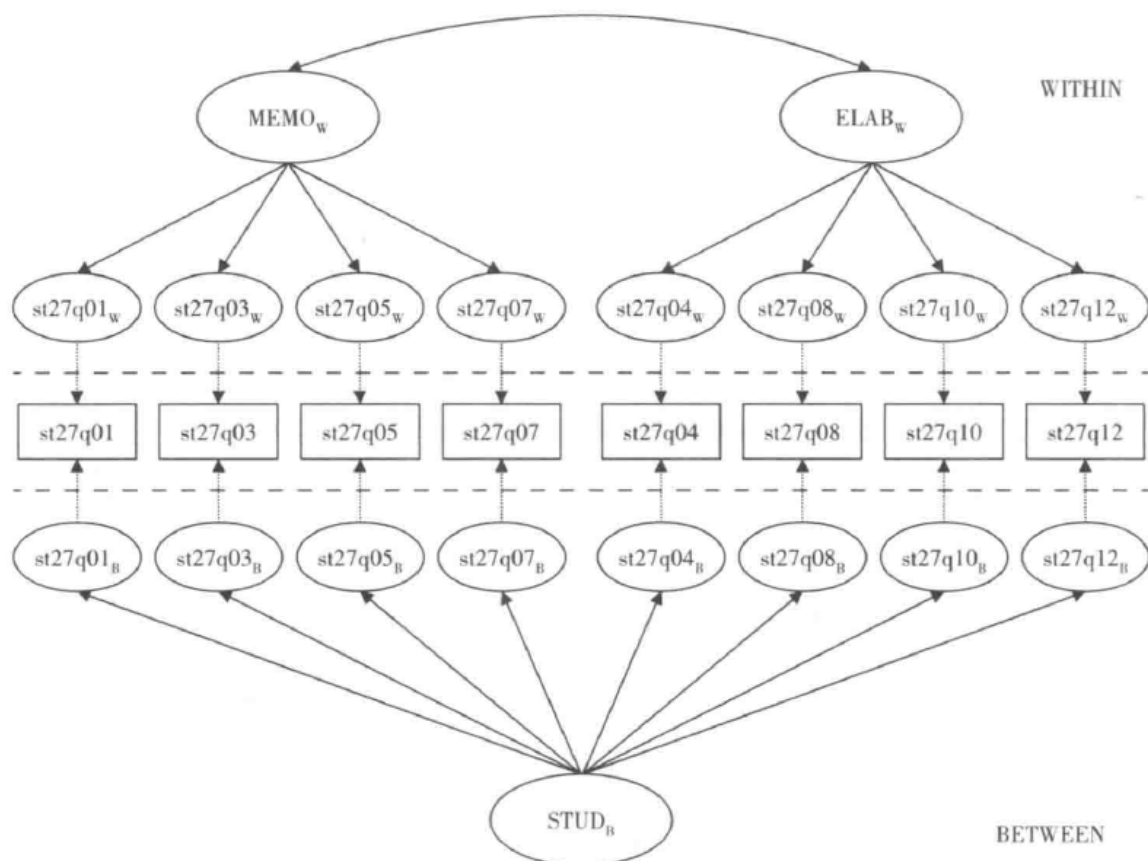 WITHIN
MEMO_W ELAB_W
st27q01_W st27q03_W st27q05_W st27q07_W st27q04_W st27q08_W st27q10_W st27q12_W
st27q01 st27q03 st27q05 st27q07 st27q04 st27q08 st27q10 st27q12
st27q01_B st27q03_B st27q05_B st27q07_B st27q04_B st27q08_B st27q10_B st27q12_B
STUD_B
BETWEEN